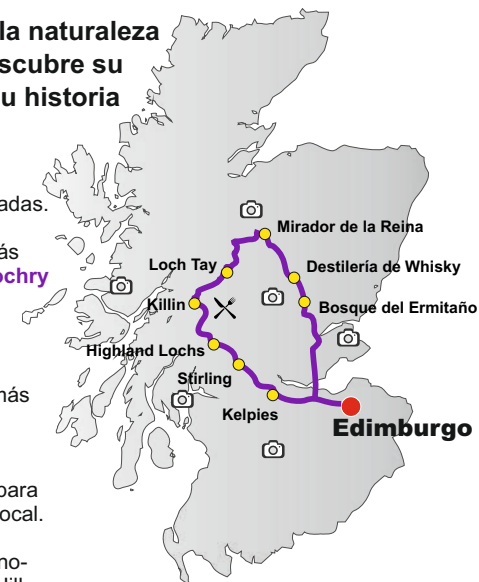 la naturaleza
scubre su
u historia
adas.
ás
ochry
más
para
ocal.
no-
Mirador de la Reina
Loch Tay
Destilería de Whisky
Killin
Bosque del Ermitaño
Highland Lochs
Stirling
Kelpies
Edimburgo